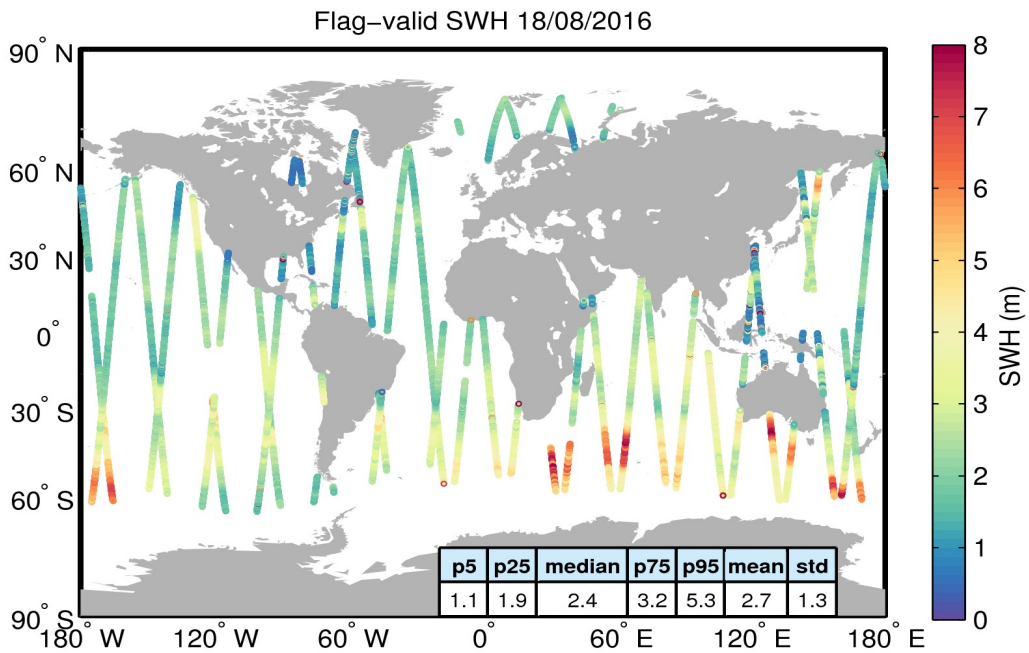 Flag−valid SWH 18/08/2016
90° N
60° N
30° N
0°
30° S
60° S
90° S
180° W
120° W
60° W
0°
60° E
120° E
180° E
p5 p25 median p75 p95 mean std
1.1 1.9 2.4 3.2 5.3 2.7 1.3
8
7
6
5
4
3
2
1
0
SWH (m)